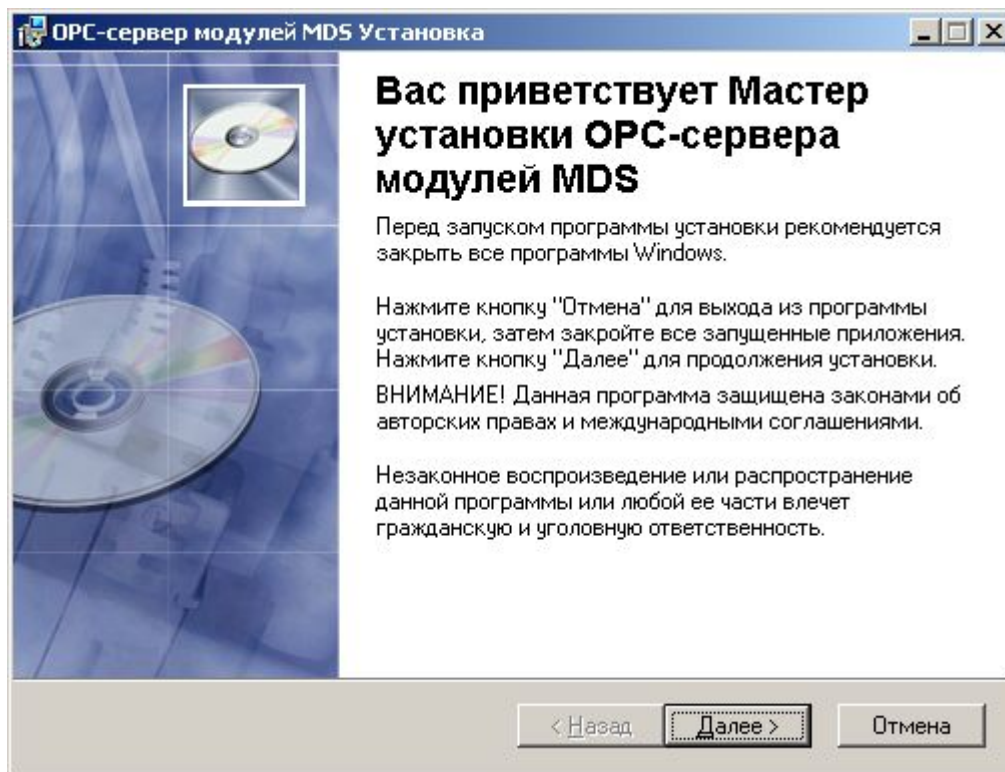 OPC-сервер модулей MDS Установка
Вас приветствует Мастер
установки OPC-сервера
модулей MDS
Перед запуском программы установки рекомендуется
закрыть все программы Windows.
Нажмите кнопку "Отмена" для выхода из программы
установки, затем закройте все запущенные приложения.
Нажмите кнопку "Далее" для продолжения установки.
ВНИМАНИЕ! Данная программа защищена законами об
авторских правах и международными соглашениями.
Незаконное воспроизведение или распространение
данной программы или любой ее части влечет
гражданскую и уголовную ответственность.
< Назад
Далее >
Отмена